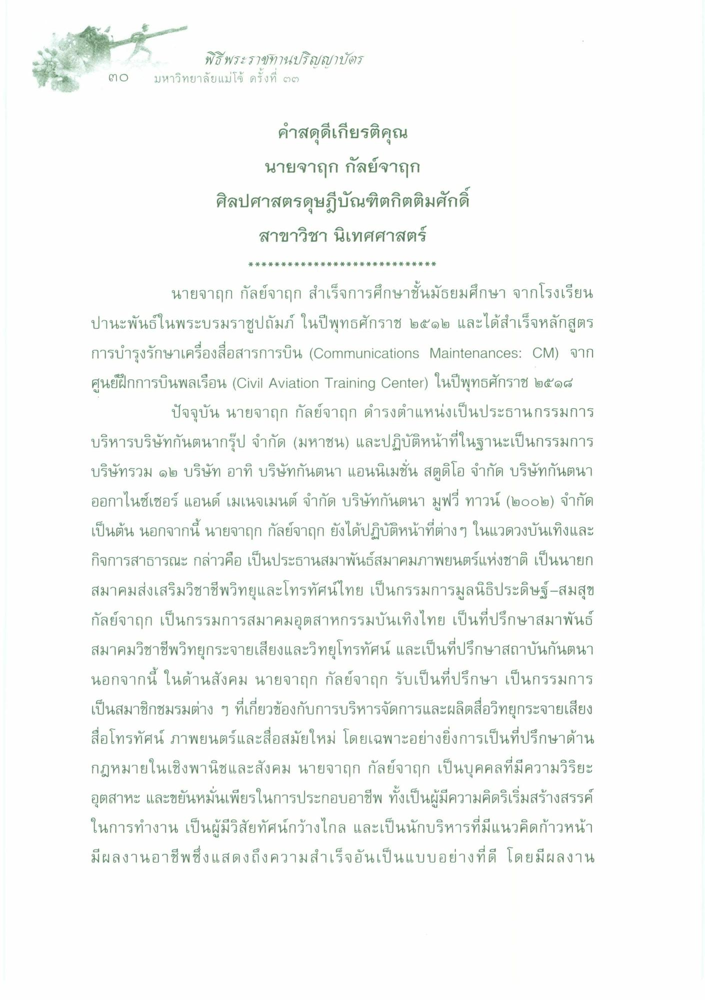 พิธีพระราชทานปริญญาบัตร
๓๐ มหาวิทยาลัยแม่โจ้ ครั้งที่ ๓๓
คำสดุดีเกียรติคุณ
นายจาฤก กัลย์จาฤก
ศิลปศาสตรดุษฎีบัณฑิตกิตติมศักดิ์
สาขาวิชา นิเทศศาสตร์
*****************************
นายจาฤก กัลย์จาฤก สำเร็จการศึกษาชั้นมัธยมศึกษา จากโรงเรียน
ปานะพันธ์ในพระบรมราชูปถัมภ์ ในปีพุทธศักราช ๒๕๑๒ และได้สำเร็จหลักสูตร
การบำรุงรักษาเครื่องสื่อสารการบิน (Communications Maintenances: CM) จาก
ศูนย์ฝึกการบินพลเรือน (Civil Aviation Training Center) ในปีพุทธศักราช ๒๕๑๘
ปัจจุบัน นายจาฤก กัลย์จาฤก ดำรงตำแหน่งเป็นประธานกรรมการ
บริหารบริษัทกันตนากรุ๊ป จำกัด (มหาชน) และปฏิบัติหน้าที่ในฐานะเป็นกรรมการ
บริษัทรวม ๑๒ บริษัท อาทิ บริษัทกันตนา แอนนิเมชั่น สตูดิโอ จำกัด บริษัทกันตนา
ออกาไนซ์เซอร์ แอนด์ เมเนจเมนต์ จำกัด บริษัทกันตนา มูฟวี่ ทาวน์ (๒๐๐๒) จำกัด
เป็นต้น นอกจากนี้ นายจาฤก กัลย์จาฤก ยังได้ปฏิบัติหน้าที่ต่างๆ ในแวดวงบันเทิงและ
กิจการสาธารณะ กล่าวคือ เป็นประธานสมาพันธ์สมาคมภาพยนตร์แห่งชาติ เป็นนายก
สมาคมส่งเสริมวิชาชีพวิทยุและโทรทัศน์ไทย เป็นกรรมการมูลนิธิประดิษฐ์–สมสุข
กัลย์จาฤก เป็นกรรมการสมาคมอุตสาหกรรมบันเทิงไทย เป็นที่ปรึกษาสมาพันธ์
สมาคมวิชาชีพวิทยุกระจายเสียงและวิทยุโทรทัศน์ และเป็นที่ปรึกษาสถาบันกันตนา
นอกจากนี้ ในด้านสังคม นายจาฤก กัลย์จาฤก รับเป็นที่ปรึกษา เป็นกรรมการ
เป็นสมาชิกชมรมต่าง ๆ ที่เกี่ยวข้องกับการบริหารจัดการและผลิตสื่อวิทยุกระจายเสียง
สื่อโทรทัศน์ ภาพยนตร์และสื่อสมัยใหม่ โดยเฉพาะอย่างยิ่งการเป็นที่ปรึกษาด้าน
กฎหมายในเชิงพานิชและสังคม นายจาฤก กัลย์จาฤก เป็นบุคคลที่มีความวิริยะ
อุตสาหะ และขยันหมั่นเพียรในการประกอบอาชีพ ทั้งเป็นผู้มีความคิดริเริ่มสร้างสรรค์
ในการทำงาน เป็นผู้มีวิสัยทัศน์กว้างไกล และเป็นนักบริหารที่มีแนวคิดก้าวหน้า
มีผลงานอาชีพซึ่งแสดงถึงความสำเร็จอันเป็นแบบอย่างที่ดี โดยมีผลงาน